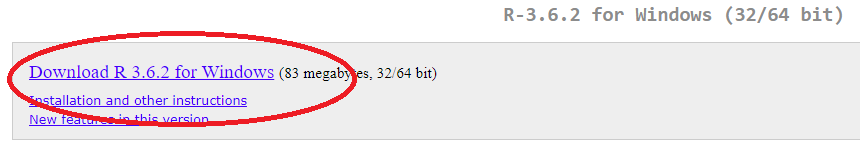 R-3.6.2 for Windows (32/64 bit)
Download R 3.6.2 for Windows (83 megabytes, 32/64 bit)
Installation and other instructions
New features in this version